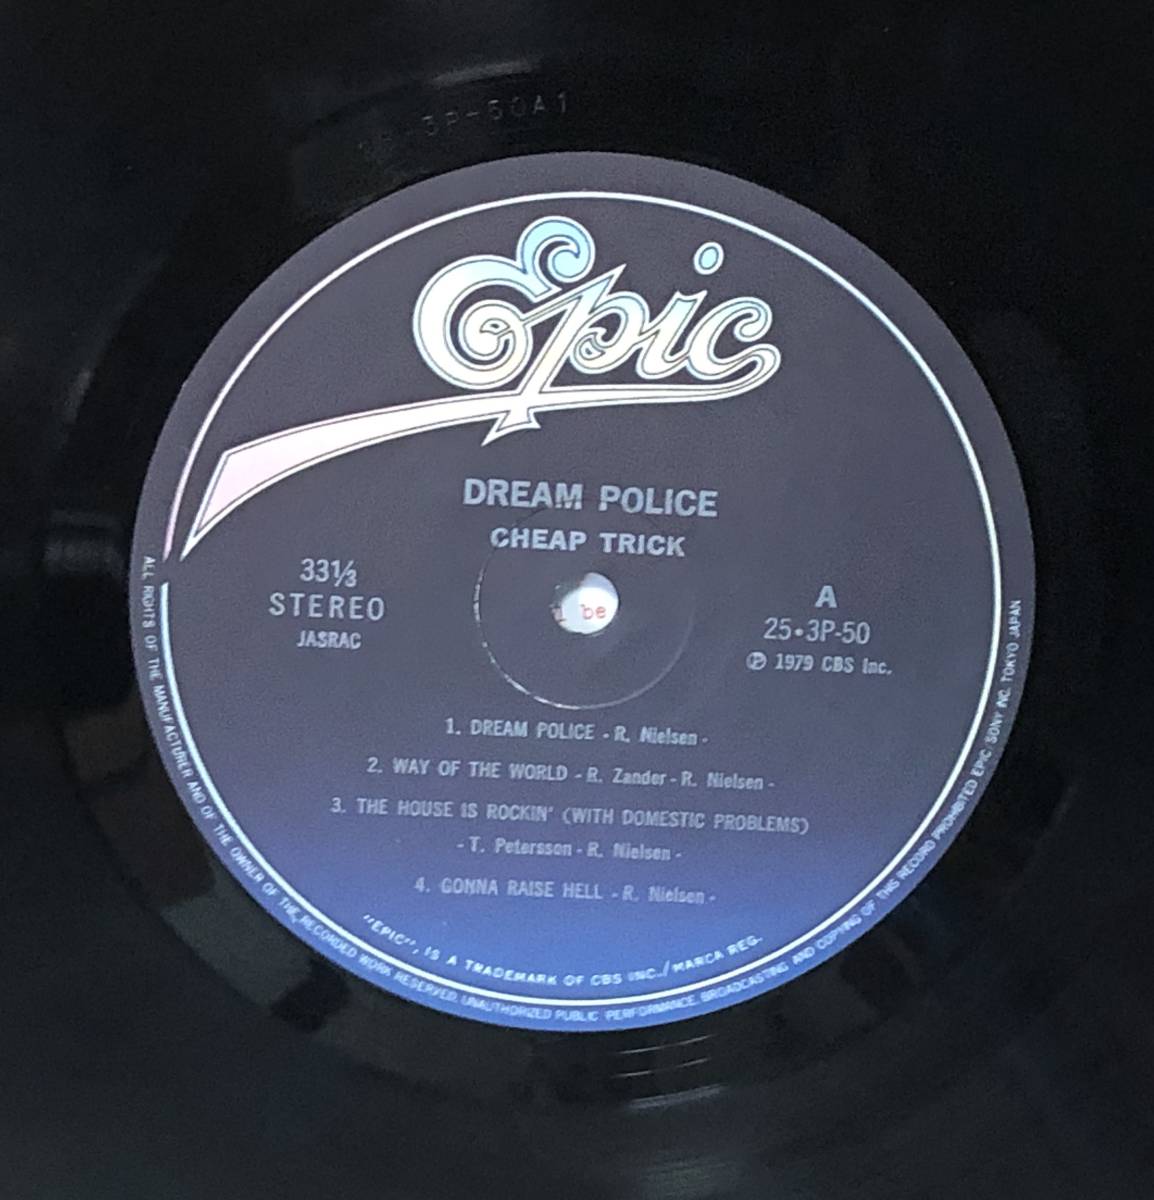 3P-50A1
Epic
DREAM POLICE
CHEAP TRICK
33⅓
STEREO
JASRAC
be
A
25・3P-50
Ⓟ 1979 CBS Inc.
1. DREAM POLICE - R. Nielsen -
2. WAY OF THE WORLD - R. Zander - R. Nielsen -
3. THE HOUSE IS ROCKIN' (WITH DOMESTIC PROBLEMS)
- T. Petersson - R. Nielsen -
4. GONNA RAISE HELL - R. Nielsen -
"EPIC", IS A TRADEMARK OF CBS INC./MARCA REG.
ALL RIGHTS OF THE MANUFACTURER AND OF THE OWNER OF THE RECORDED WORK RESERVED. UNAUTHORIZED PUBLIC PERFORMANCE, BROADCASTING AND COPYING OF THIS RECORD PROHIBITED EPIC/SONY INC. TOKYO JAPAN